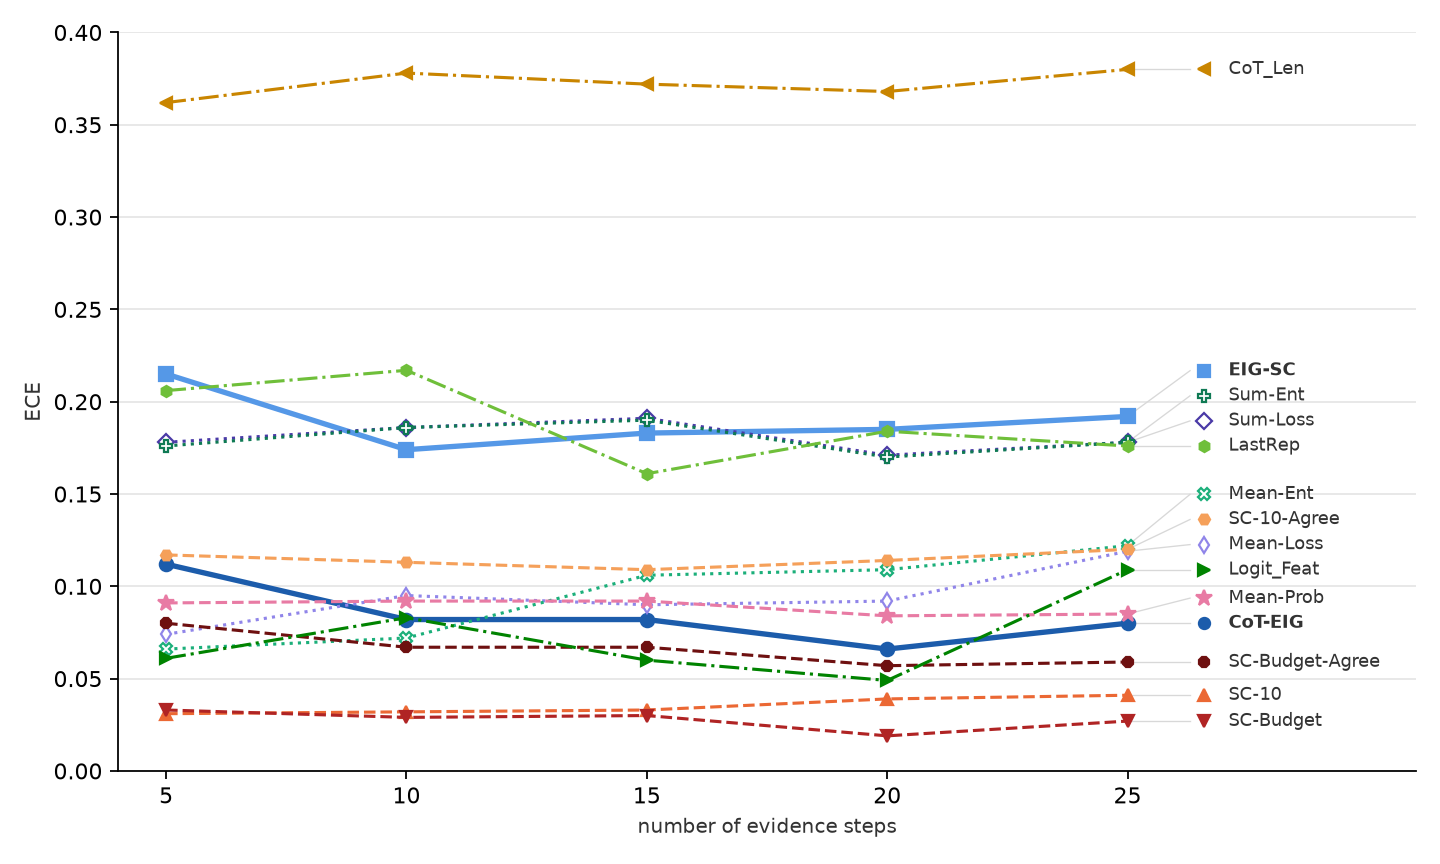 0.40
0.35
0.30
0.25
0.20
0.15
0.10
0.05
0.00
ECE
5
10
15
20
25
number of evidence steps
CoT_Len
EIG-SC
Sum-Ent
Sum-Loss
LastRep
Mean-Ent
SC-10-Agree
Mean-Loss
Logit_Feat
Mean-Prob
CoT-EIG
SC-Budget-Agree
SC-10
SC-Budget